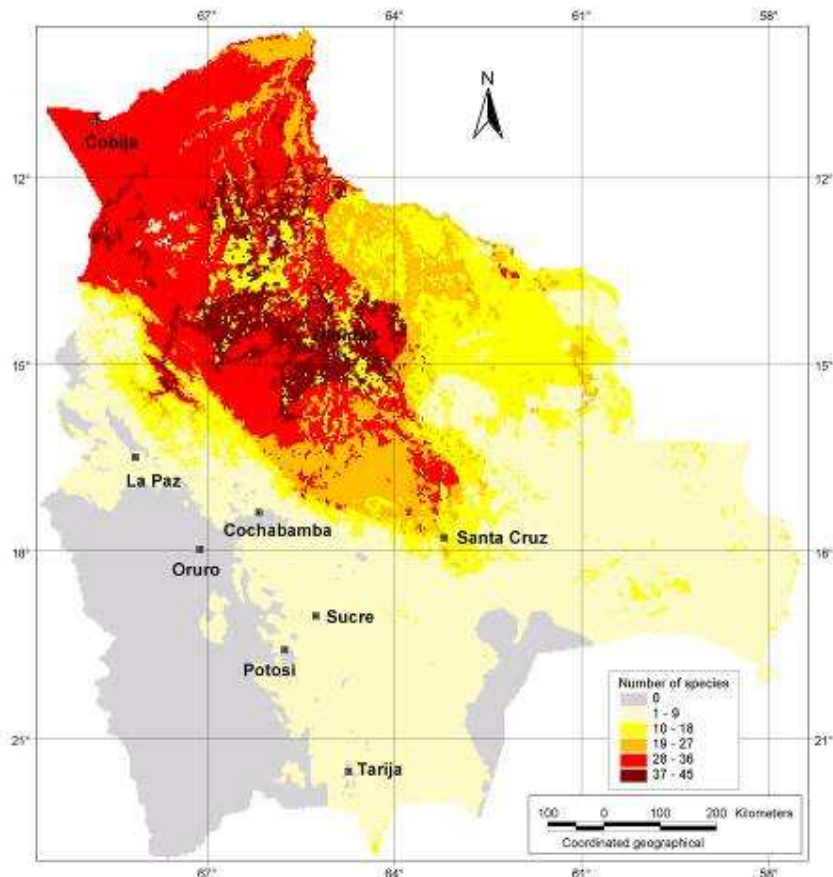 67° 64° 61° 58°
N
Cobija
12° 12°
15° 15°
La Paz
Cochabamba
Santa Cruz
Oruro
18° 18°
Sucre
Potosi
Number of species
0
1 - 9
10 - 18
19 - 27
28 - 36
37 - 45
21° 21°
Tarija
100 0 100 200 Kilometers
Coordinated geographical
67° 64° 61° 58°